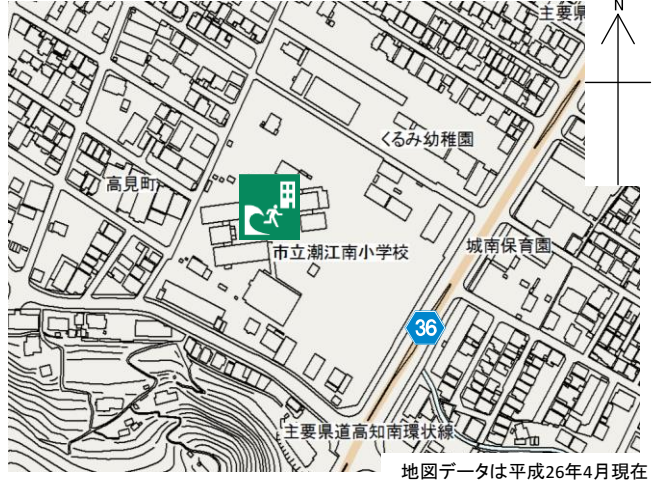 主要県
N
くるみ幼稚園
高見町
市立潮江南小学校
城南保育園
36
主要県道高知南環状線
地図データは平成26年4月現在